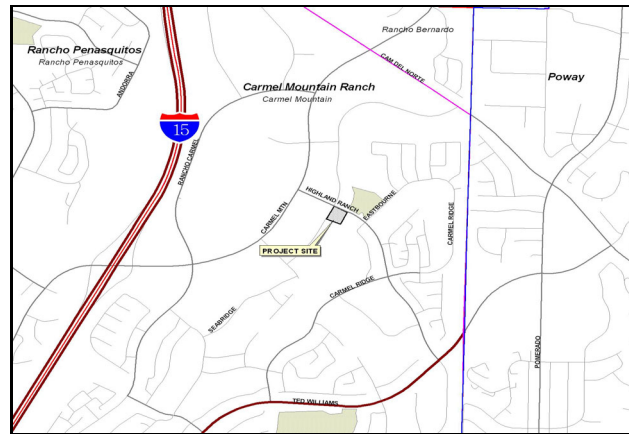 Rancho Bernardo
Rancho Penasquitos
Rancho Penasquitos
CAM DEL NORTE
Poway
ANDORRA
Carmel Mountain Ranch
Carmel Mountain
15
RANCHO CARMEL
HIGHLAND RANCH
EASTBOURNE
CARMEL MTN
CARMEL RIDGE
PROJECT SITE
CARMEL RIDGE
SEABRIDGE
POMERADO
TED WILLIAMS